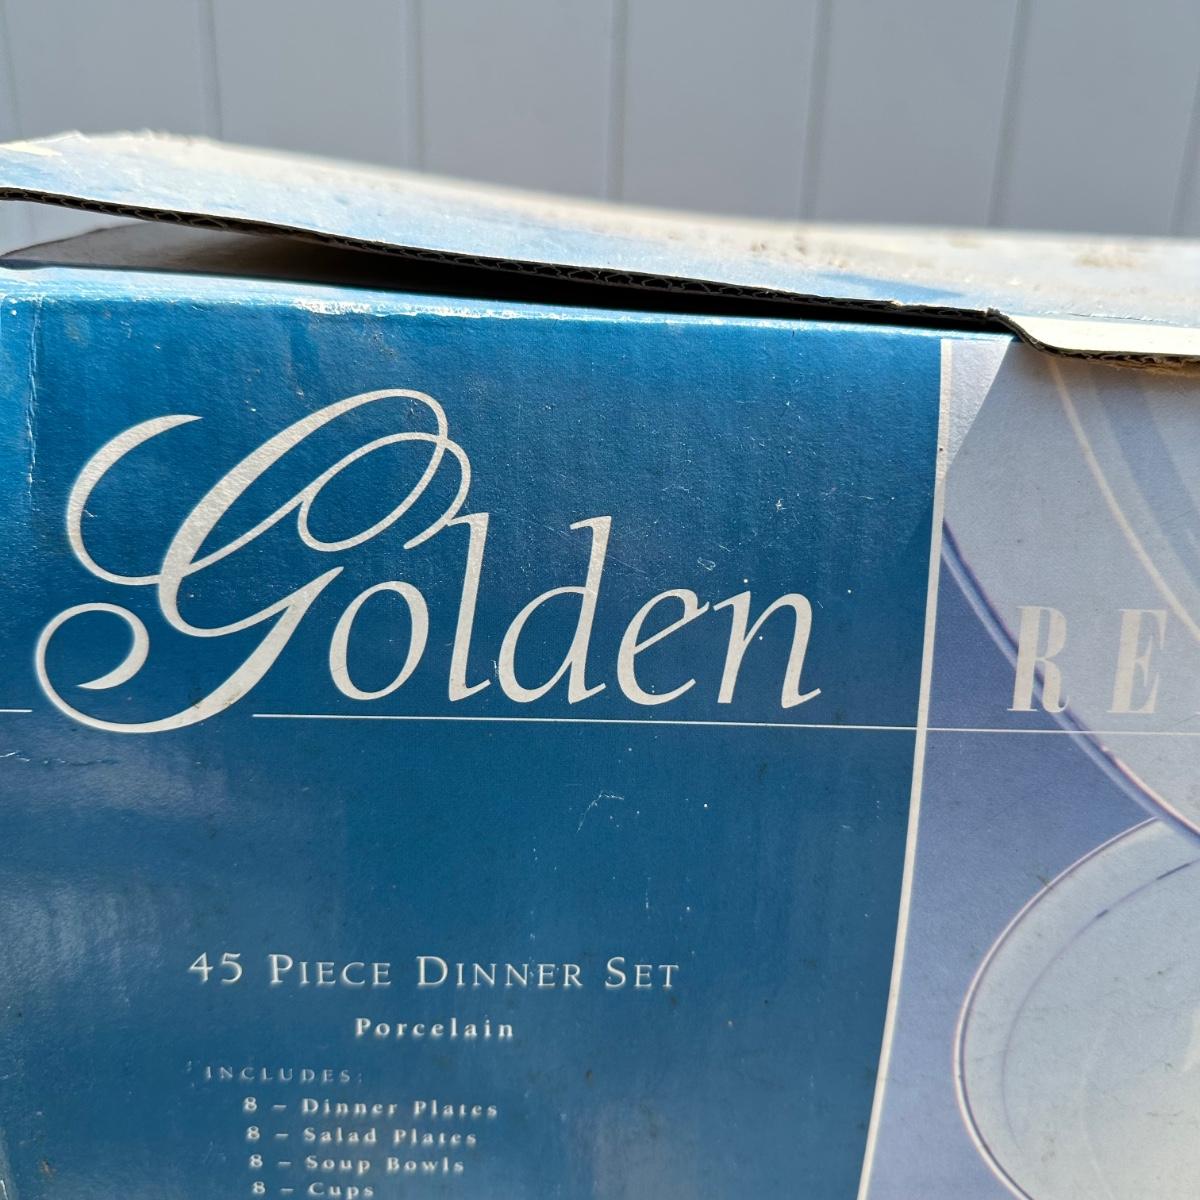 Golden RE
45 PIECE DINNER SET
Porcelain
INCLUDES:
8 – Dinner Plates
8 – Salad Plates
8 – Soup Bowls
8 – Cups